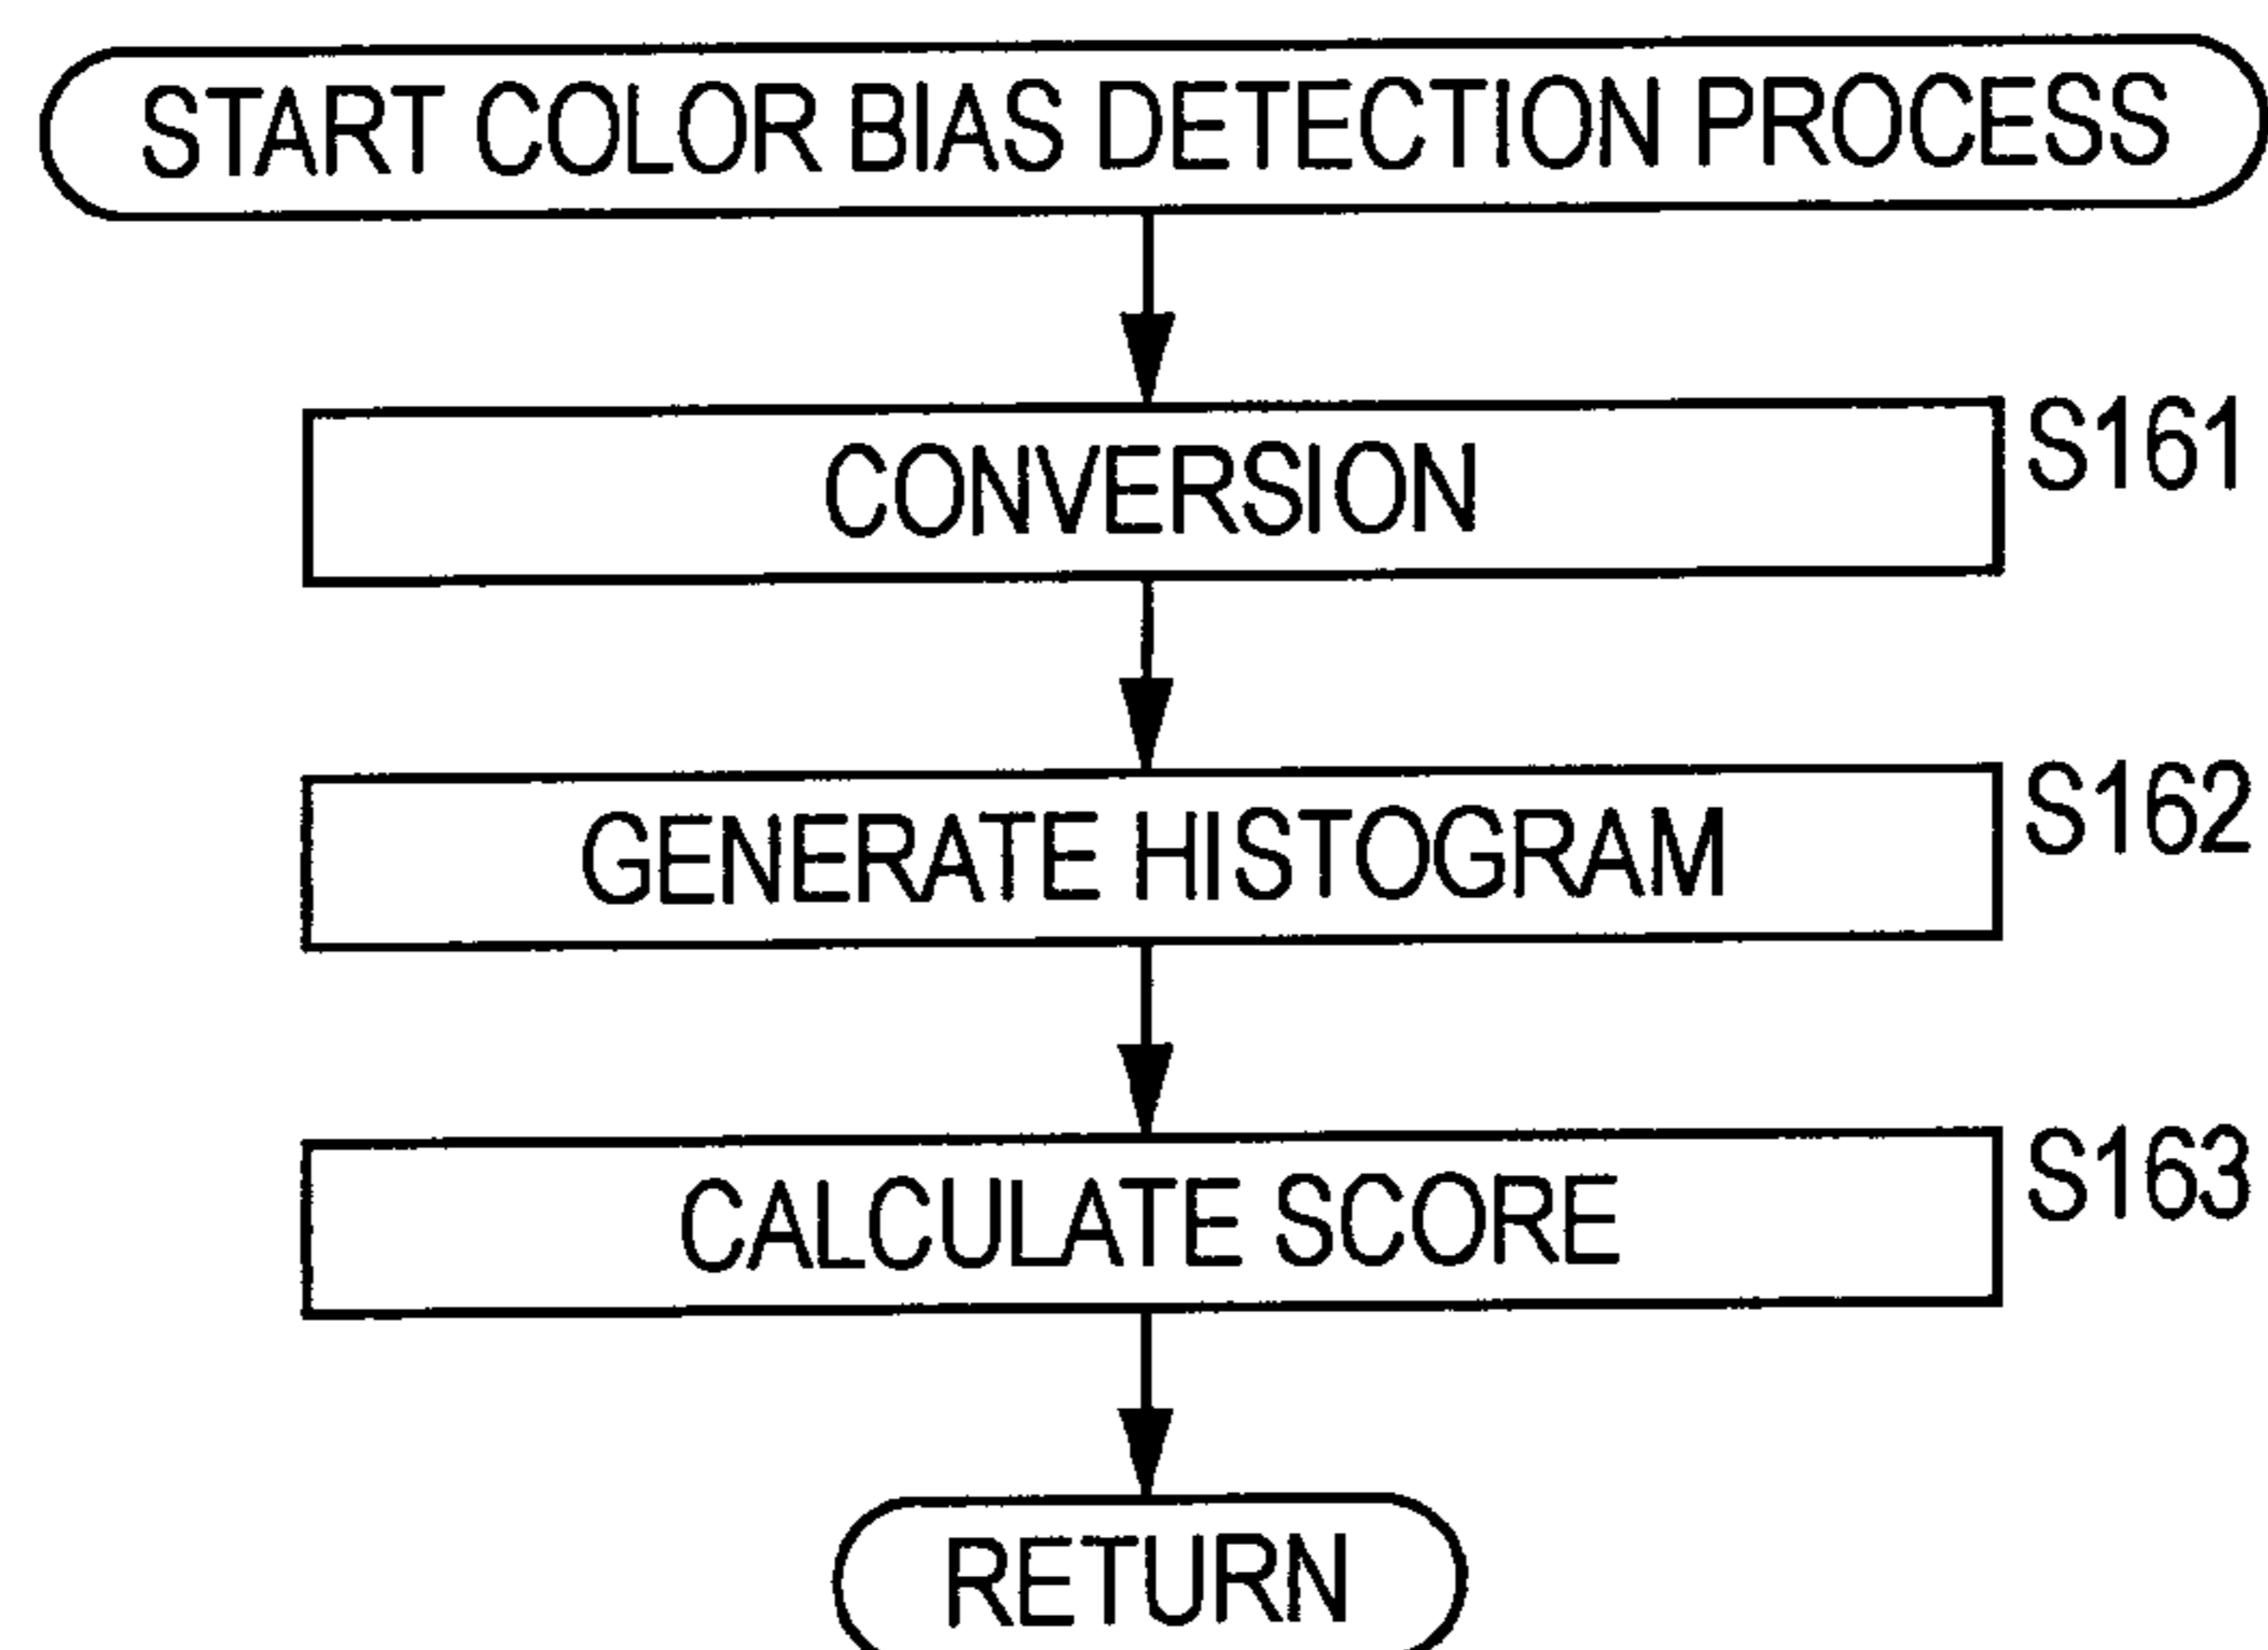 START COLOR BIAS DETECTION PROCESS
CONVERSION
S161
GENERATE HISTOGRAM
S162
CALCULATE SCORE
S163
RETURN